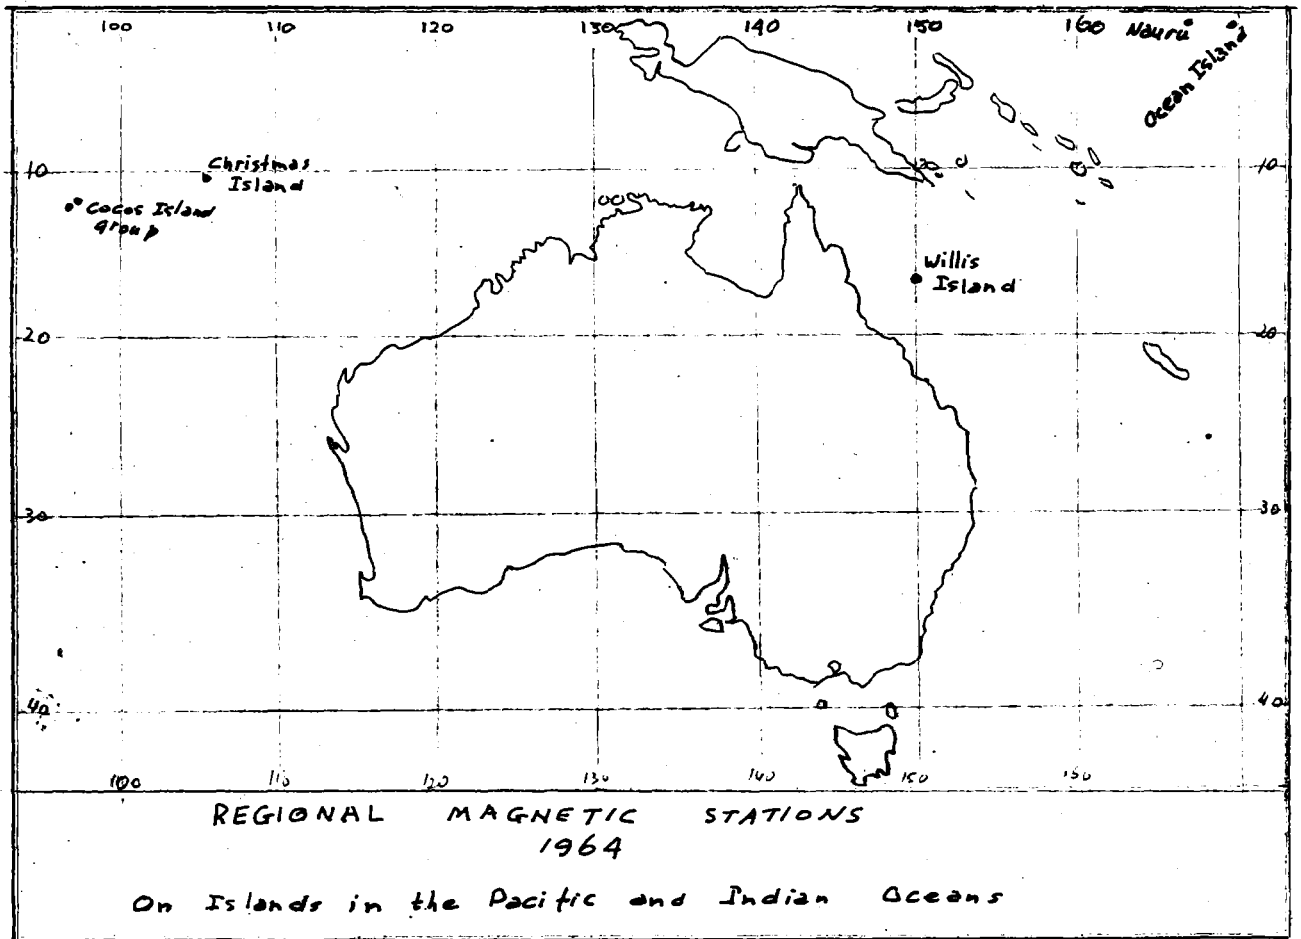 100 110 120 130 140 150 160 Nauru
Ocean Island
10 10
Christmas
Island
Cocos Island
group
Willis
Island
20 20
30 30
40 40
100 110 120 130 140 150 150
REGIONAL MAGNETIC STATIONS
1964
On Islands in the Pacific and Indian Oceans